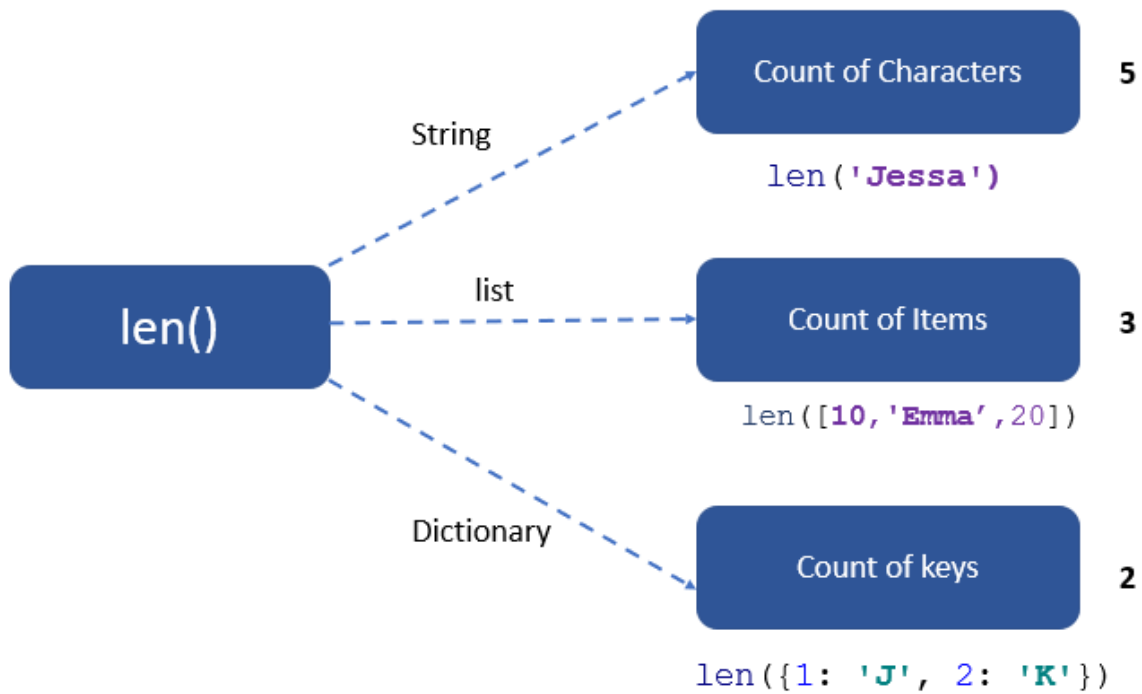 Count of Characters 5
String
len('Jessa')
list
len() Count of Items 3
len([10,'Emma’,20])
Dictionary
Count of keys 2
len({1: 'J', 2: 'K'})